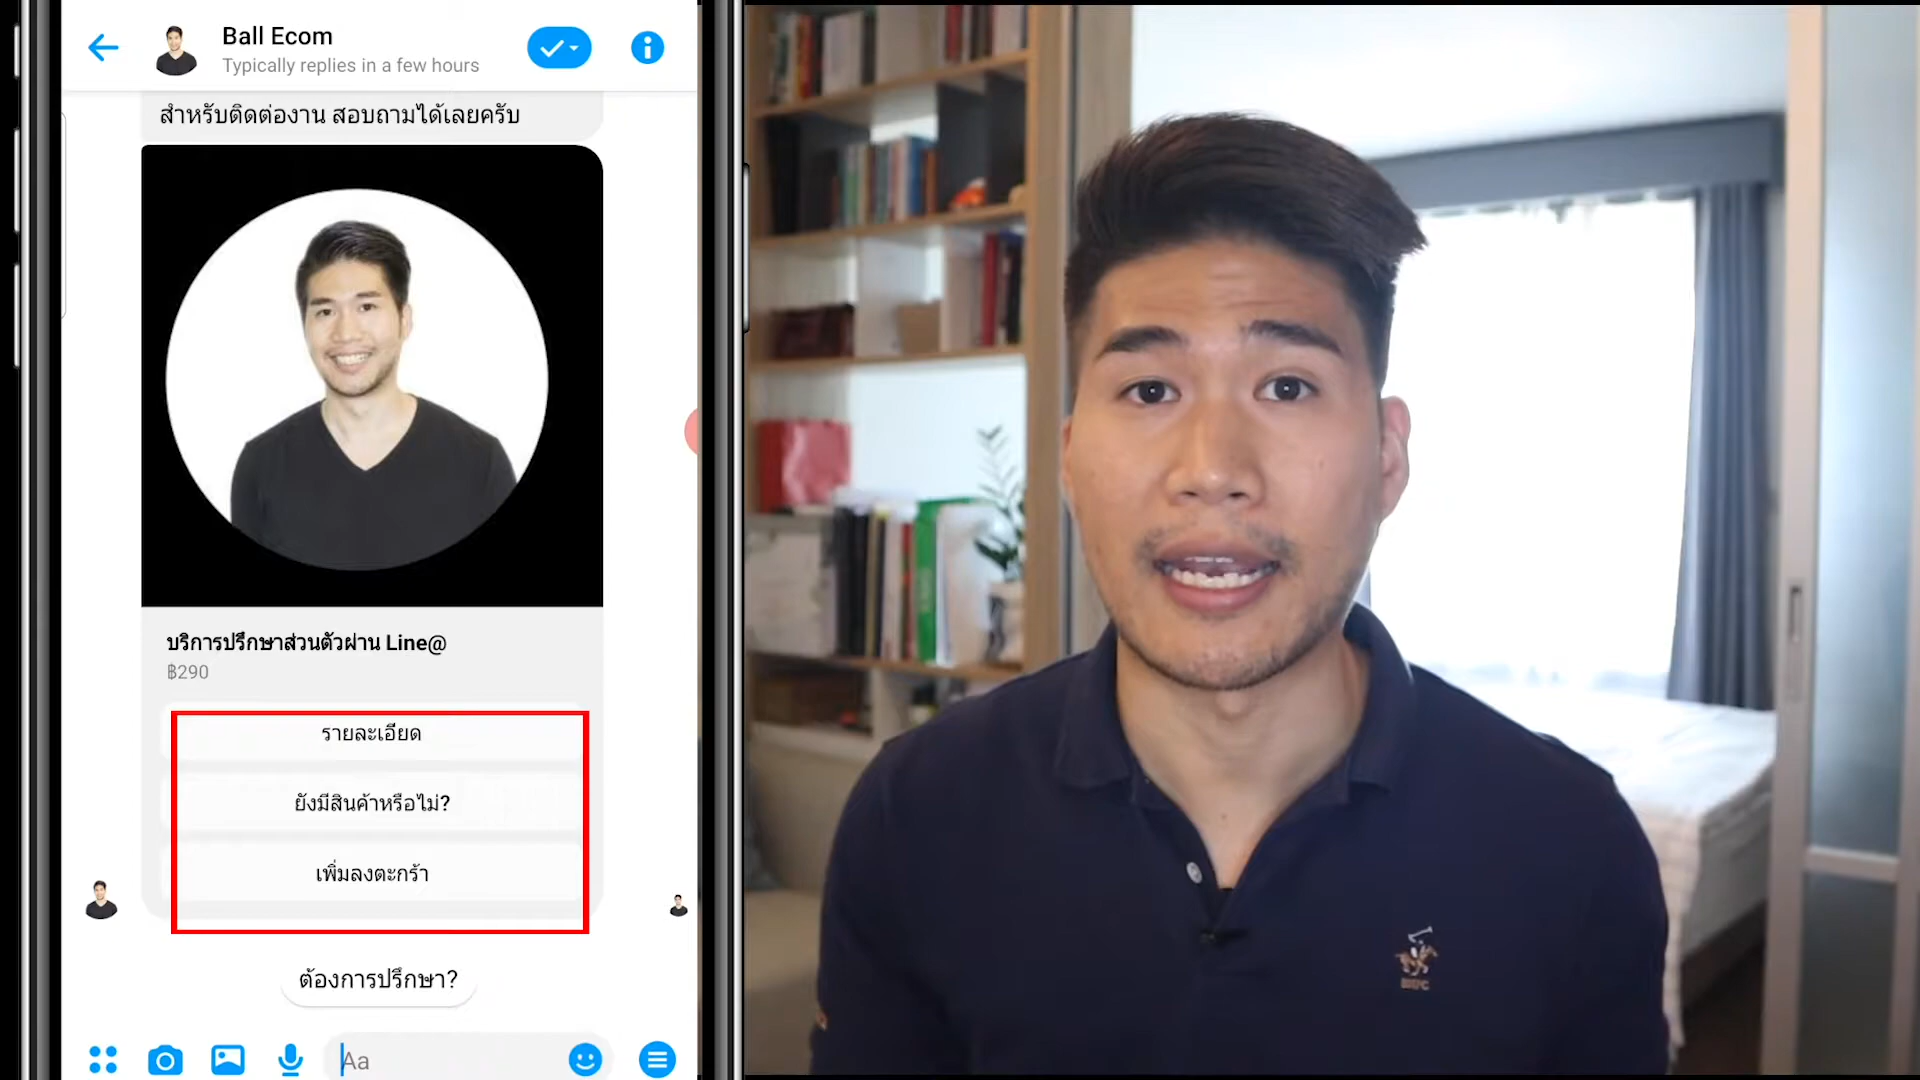 Ball Ecom
Typically replies in a few hours
สำหรับติดต่องาน สอบถามได้เลยครับ
บริการปรึกษาส่วนตัวผ่าน Line@
฿290
รายละเอียด
ยังมีสินค้าหรือไม่?
เพิ่มลงตะกร้า
ต้องการปรึกษา?
Aa